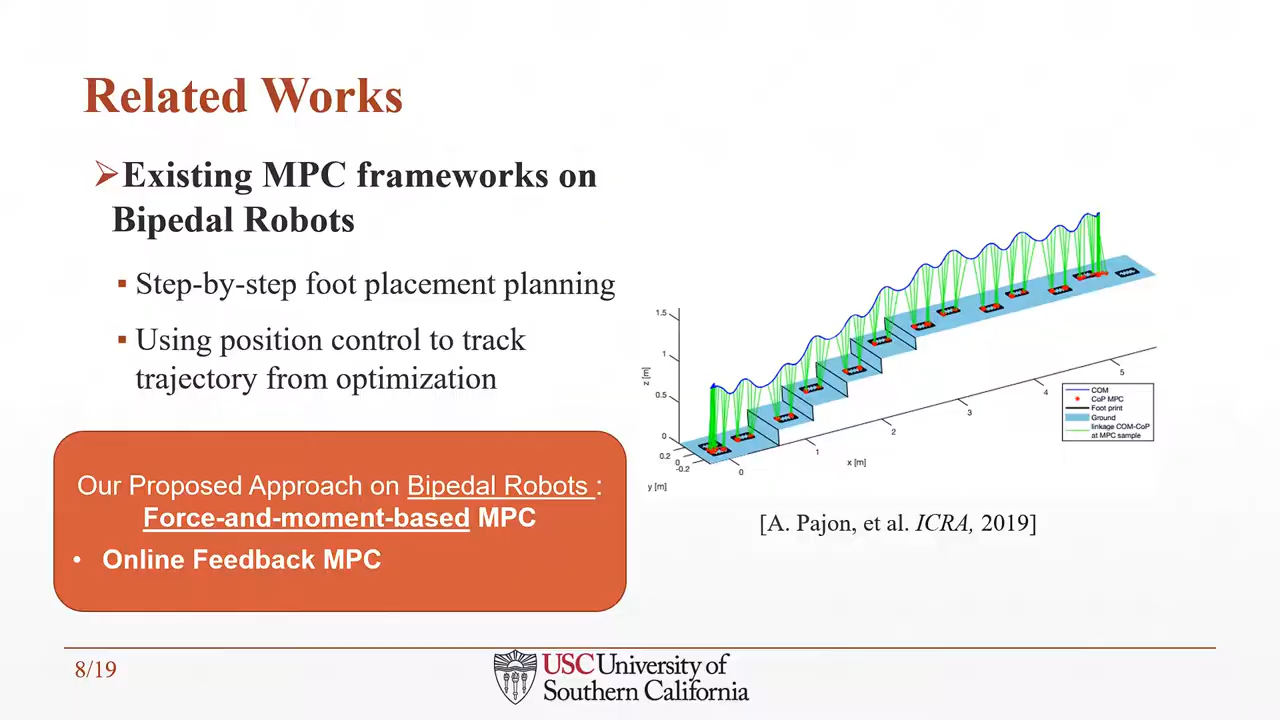 Related Works
➢Existing MPC frameworks on
Bipedal Robots
▪ Step-by-step foot placement planning
▪ Using position control to track
trajectory from optimization
Our Proposed Approach on Bipedal Robots :
Force-and-moment-based MPC
• Online Feedback MPC
1.5
1
0.5
0
z [m]
0.2
0
-0.2
y [m]
0
1
2
3
4
5
x [m]
COM
CoP MPC
Foot print
Ground
linkage COM-CoP
at MPC sample
[A. Pajon, et al. ICRA, 2019]
8/19
USC University of
Southern California